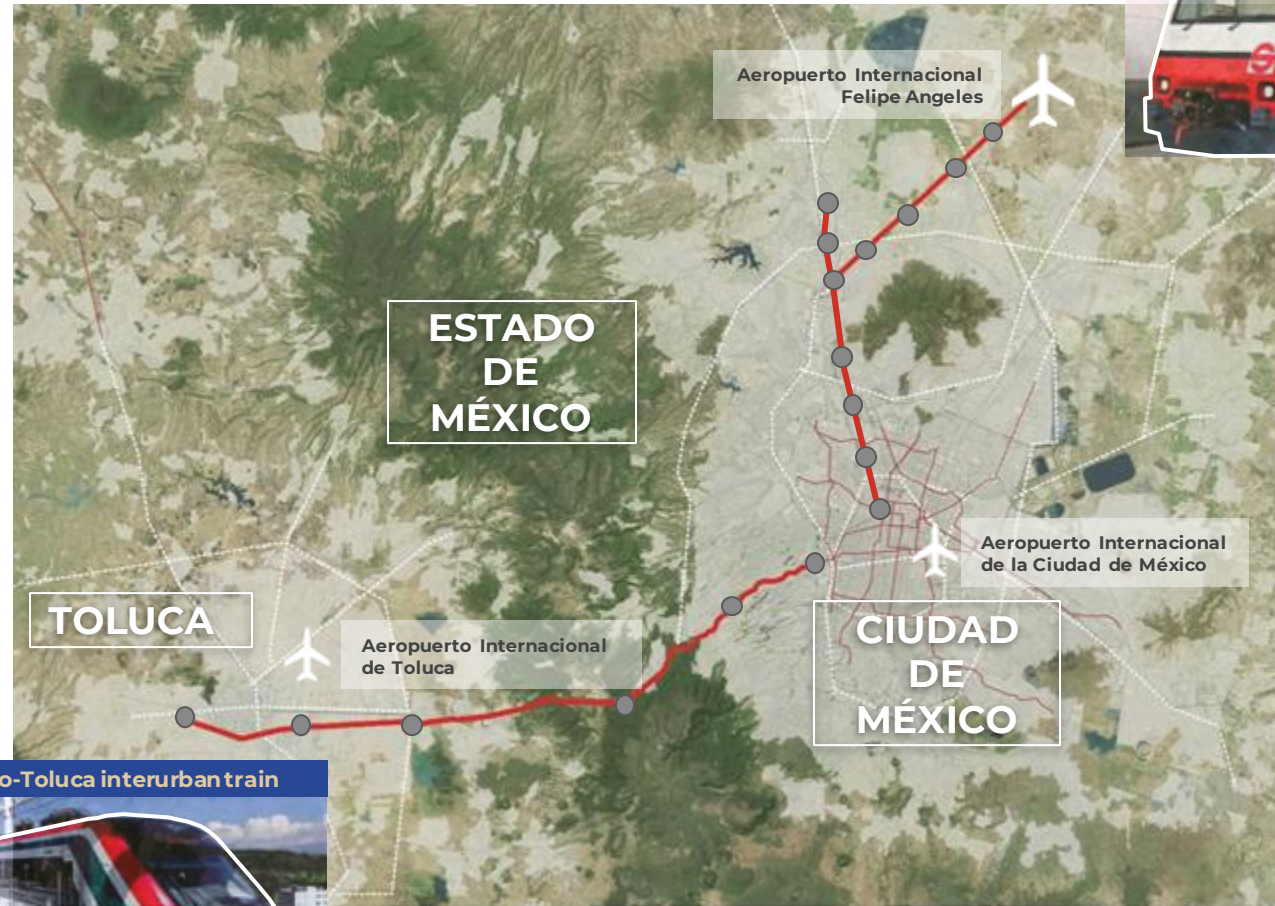 Aeropuerto Internacional
Felipe Angeles
ESTADO
DE
MÉXICO
Aeropuerto Internacional
de la Ciudad de México
TOLUCA
CIUDAD
DE
MÉXICO
Aeropuerto Internacional
de Toluca
o-Toluca interurban train